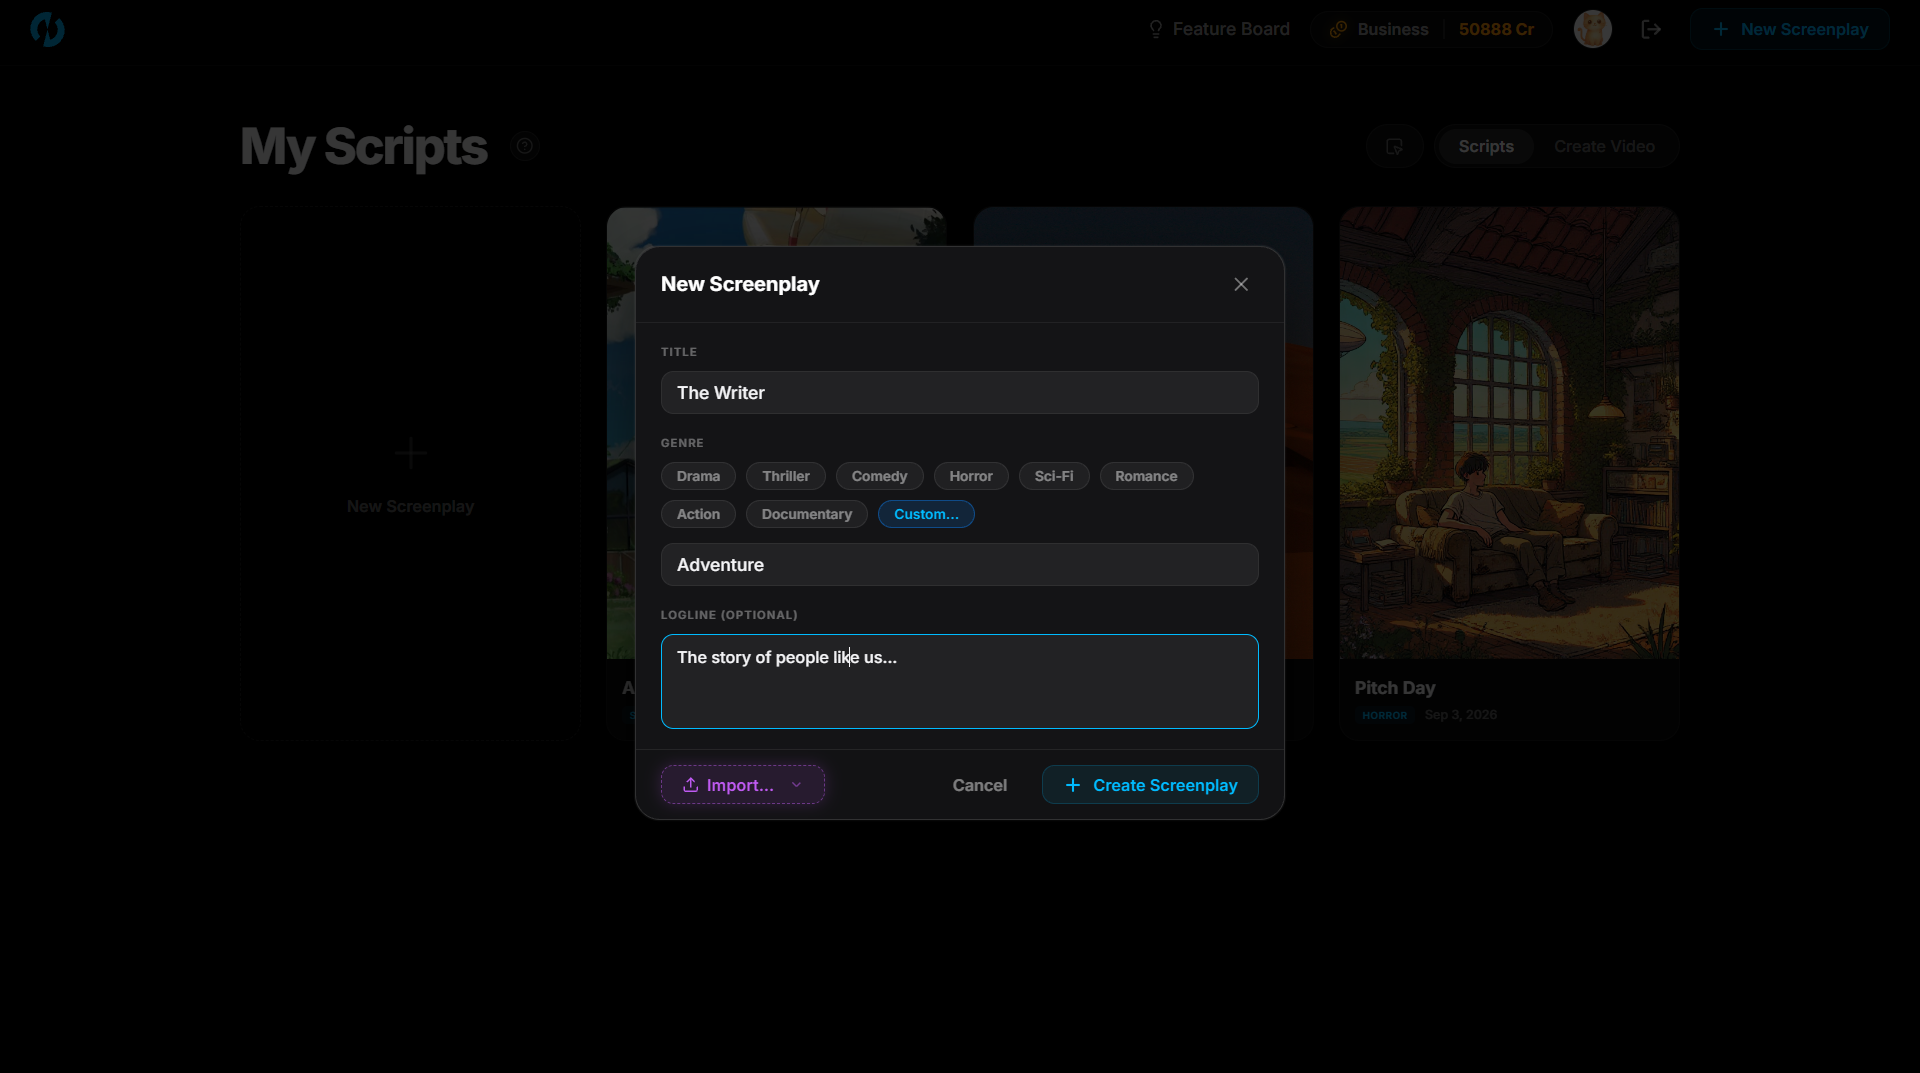 Feature Board
Business
50888 Cr
New Screenplay
My Scripts
Scripts
Create Video
New Screenplay
New Screenplay
TITLE
The Writer
GENRE
Drama
Thriller
Comedy
Horror
Sci-Fi
Romance
Action
Documentary
Custom...
Adventure
LOGLINE (OPTIONAL)
The story of people like us...
Import...
Cancel
Create Screenplay
Pitch Day
HORROR
Sep 3, 2026